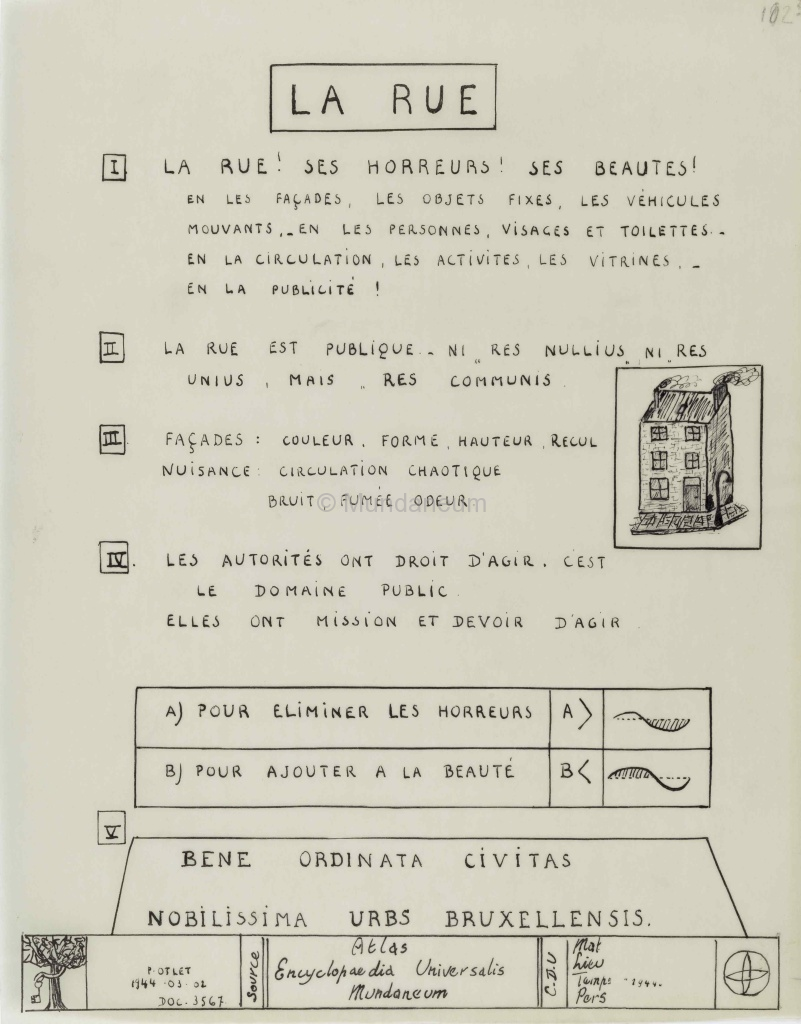 LA RUE
I LA RUE! SES HORREURS! SES BEAUTES!
EN LES FAÇADES, LES OBJETS FIXES, LES VÉHICULES
MOUVANTS,_ EN LES PERSONNES, VISAGES ET TOILETTES._
EN LA CIRCULATION, LES ACTIVITES, LES VITRINES,_
EN LA PUBLICITÉ!
II LA RUE EST PUBLIQUE_ NI „RES NULLIUS„ NI „RES
UNIUS, MAIS „RES COMMUNIS.
III FAÇADES: COULEUR, FORME, HAUTEUR, RECUL
NUISANCE: CIRCULATION CHAOTIQUE
BRUIT, FUMÉE ODEUR
© Mundaneum
IV. LES AUTORITÉS ONT DROIT D'AGIR. C'EST
LE DOMAINE PUBLIC.
ELLES ONT MISSION ET DEVOIR D'AGIR.
A) POUR ELIMINER LES HORREURS A>
B) POUR AJOUTER A LA BEAUTÉ B<
V
BENE ORDINATA CIVITAS
NOBILISSIMA URBS BRUXELLENSIS.
P. OTLET
1944.03.02
DOC. 3567
Source
Atlas
Encyclopaedia Universalis
Mundaneum
C.D.U
Mat
Lieu
Temps -1944.
Pers